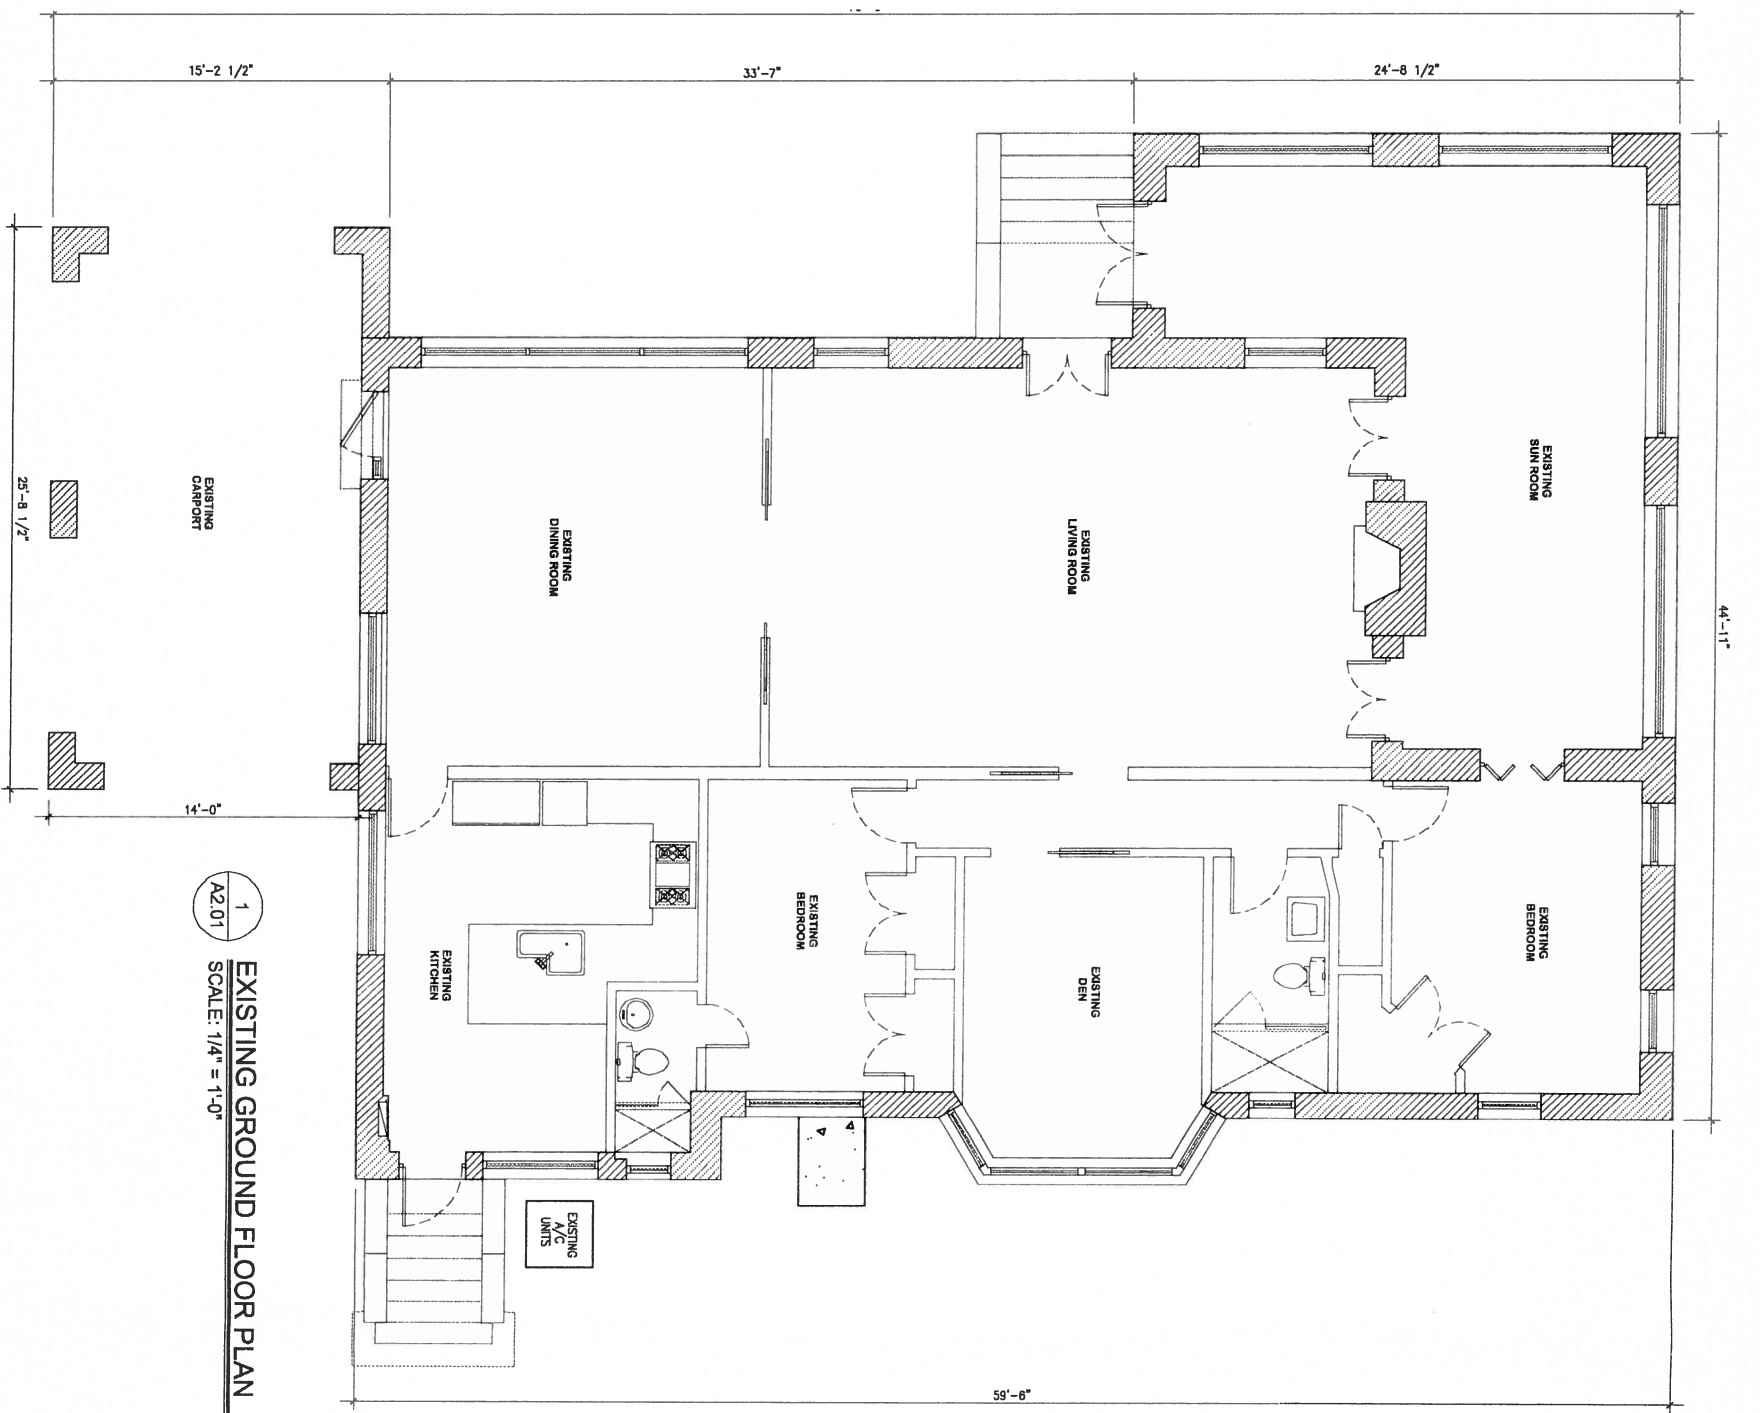 15'-2 1/2"
33'-7"
24'-8 1/2"
44'-11"
25'-8 1/2"
14'-0"
59'-6"
EXISTING
CARPORT
EXISTING
DINING ROOM
EXISTING
LIVING ROOM
EXISTING
SUN ROOM
EXISTING
KITCHEN
EXISTING
BEDROOM
EXISTING
DEN
EXISTING
BEDROOM
EXISTING
A/C
UNITS
1
A2.01
EXISTING GROUND FLOOR PLAN
SCALE: 1/4" = 1'-0"